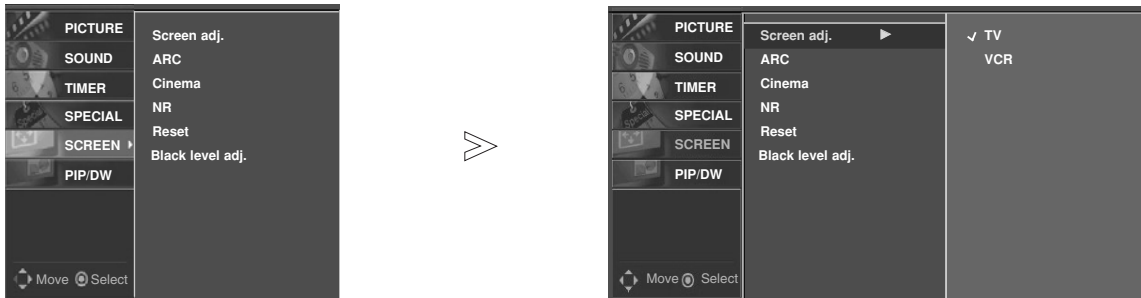 PICTURE
SOUND
TIMER
SPECIAL
SCREEN
PIP/DW
Move Select
Screen adj.
ARC
Cinema
NR
Reset
Black level adj.
PICTURE
SOUND
TIMER
SPECIAL
SCREEN
PIP/DW
Move Select
Screen adj.
ARC
Cinema
NR
Reset
Black level adj.
TV
VCR